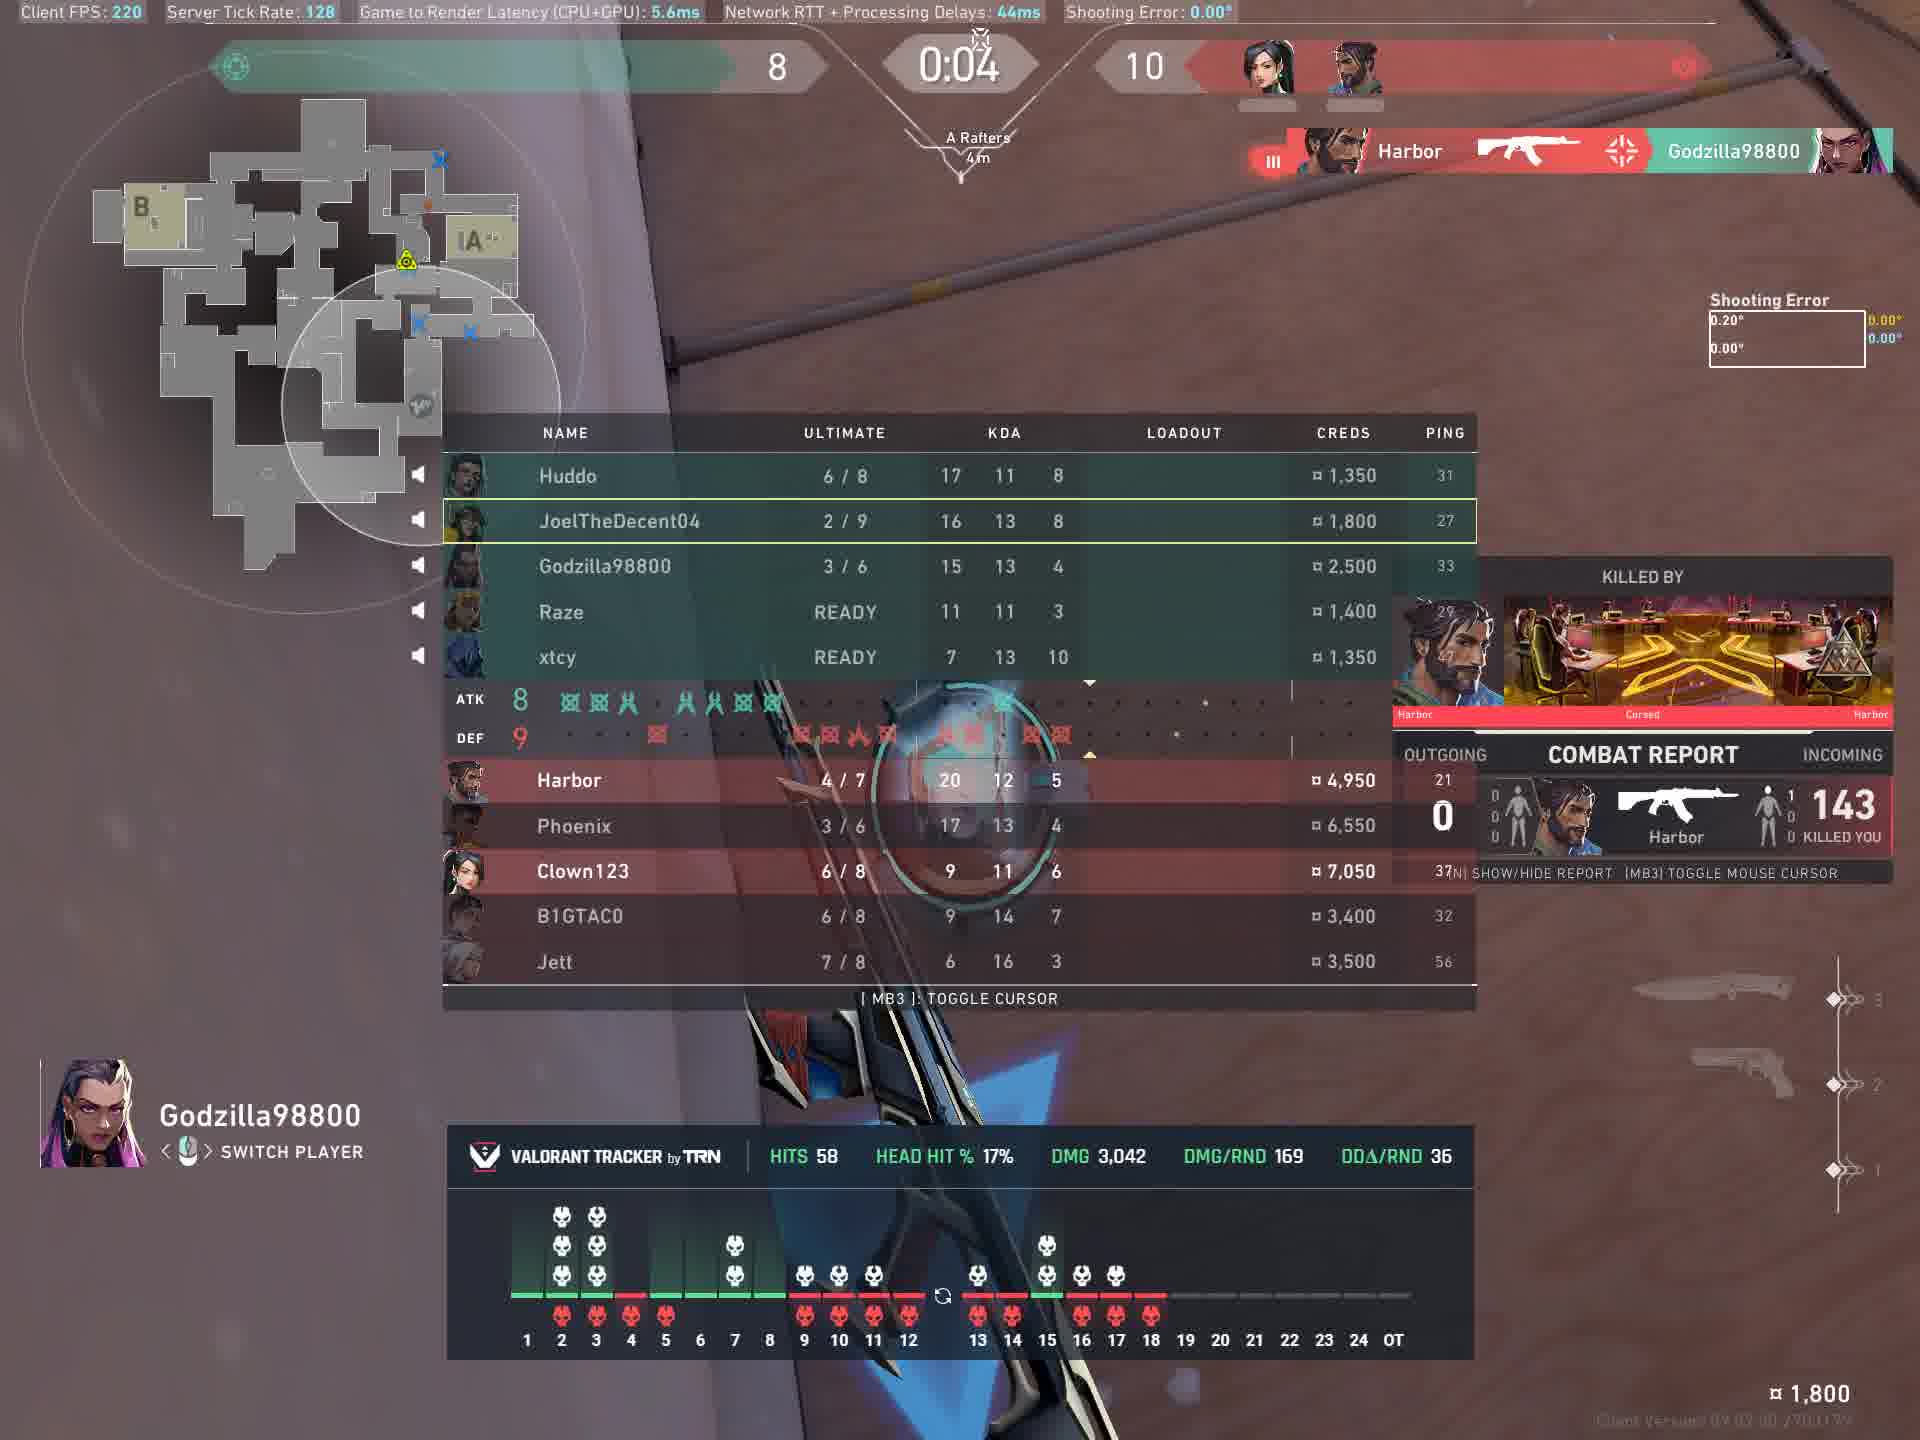 Client FPS: 220 Server Tick Rate: 128 Game to Render Latency (CPU+GPU): 5.6ms Network RTT + Processing Delays: 44ms Shooting Error: 0.00°
8 0:04 10
A Rafters
4m
Harbor Godzilla98800
B
A
Shooting Error
0.20° 0.00°
0.00°
0.00°
NAME ULTIMATE KDA LOADOUT CREDS PING
Huddo 6 / 8 17 11 8 ¤ 1,350 31
JoelTheDecent04 2 / 9 16 13 8 ¤ 1,800 27
Godzilla98800 3 / 6 15 13 4 ¤ 2,500 33
Raze READY 11 11 3 ¤ 1,400 29
xtcy READY 7 13 10 ¤ 1,350 47
ATK 8
DEF 9
Harbor 4 / 7 20 12 5 ¤ 4,950 21
Phoenix 3 / 6 17 13 4 ¤ 6,550
Clown123 6 / 8 9 11 6 ¤ 7,050 37
B1GTAC0 6 / 8 9 14 7 ¤ 3,400 32
Jett 7 / 8 6 16 3 ¤ 3,500 56
[ MB3 ]: TOGGLE CURSOR
KILLED BY
Harbor Cursed Harbor
OUTGOING COMBAT REPORT INCOMING
0 0 0 0 Harbor 1 0 0 143 KILLED YOU
N] SHOW/HIDE REPORT [MB3] TOGGLE MOUSE CURSOR
3
2
1
Godzilla98800
< > SWITCH PLAYER
VALORANT TRACKER by TRN HITS 58 HEAD HIT % 17% DMG 3,042 DMG/RND 169 DDΔ/RND 36
1 2 3 4 5 6 7 8 9 10 11 12 13 14 15 16 17 18 19 20 21 22 23 24 OT
¤ 1,800